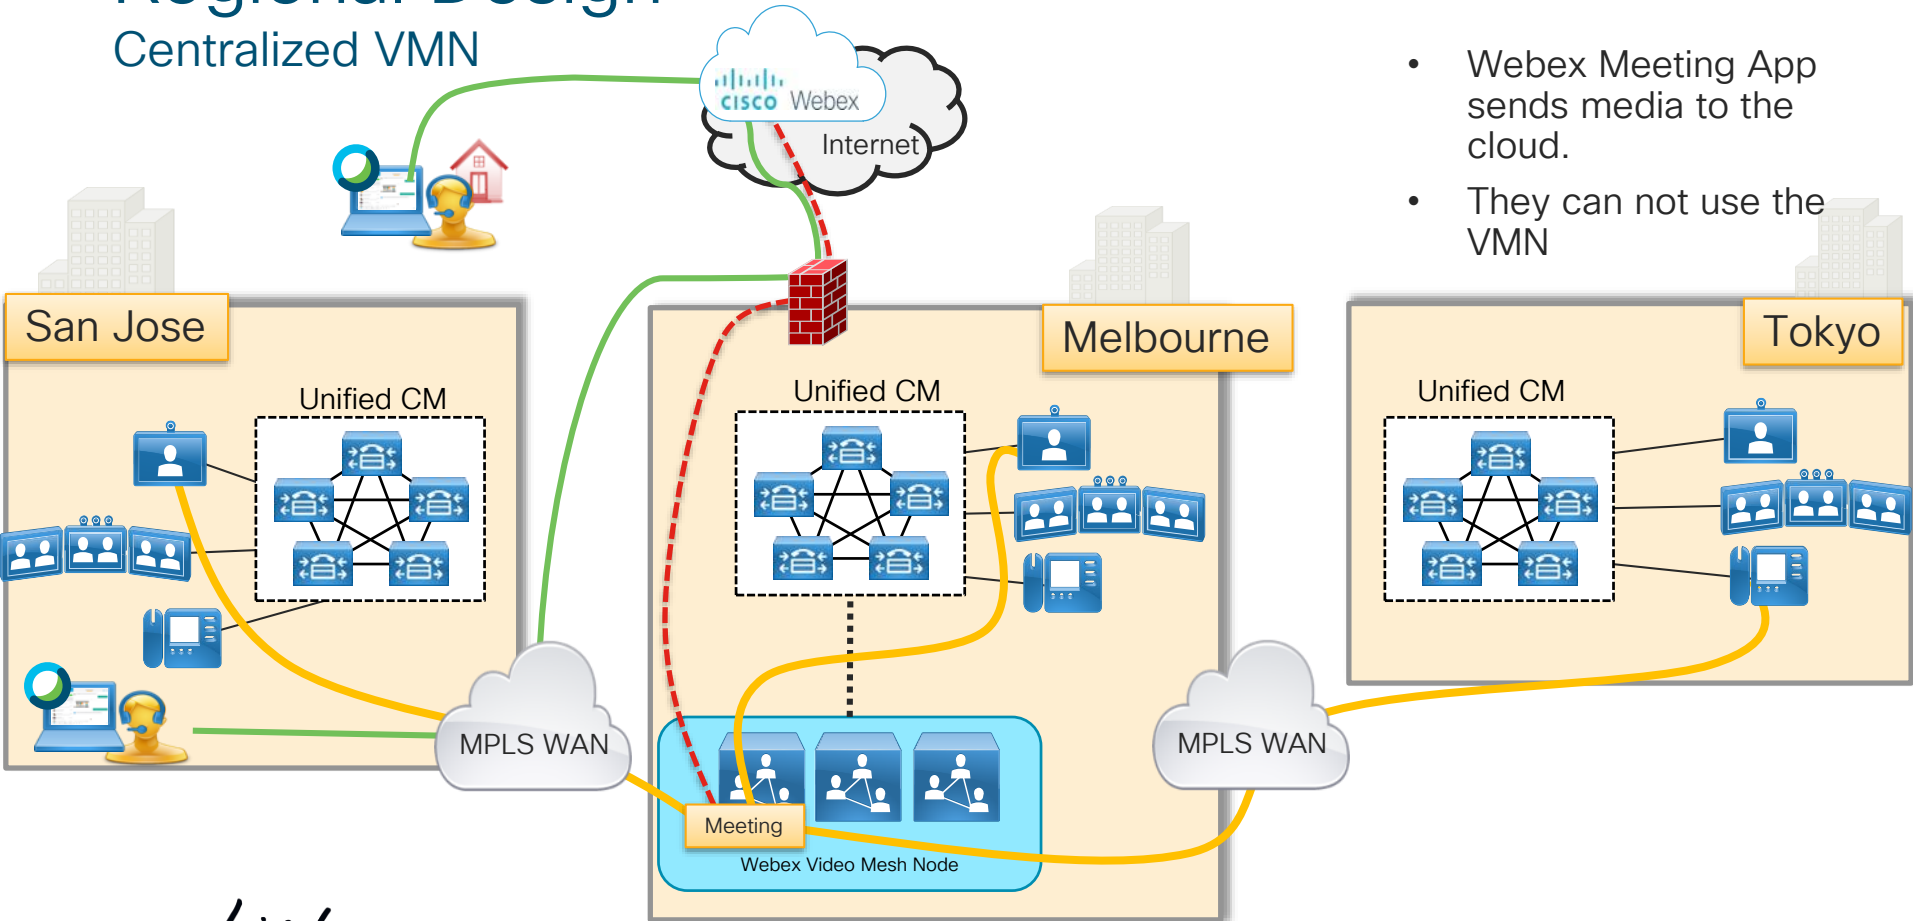 Regional Design
Centralized VMN
CISCO Webex
Internet
• Webex Meeting App
sends media to the
cloud.
• They can not use the
VMN
San Jose
Melbourne
Tokyo
Unified CM
Unified CM
Unified CM
MPLS WAN
MPLS WAN
Meeting
Webex Video Mesh Node